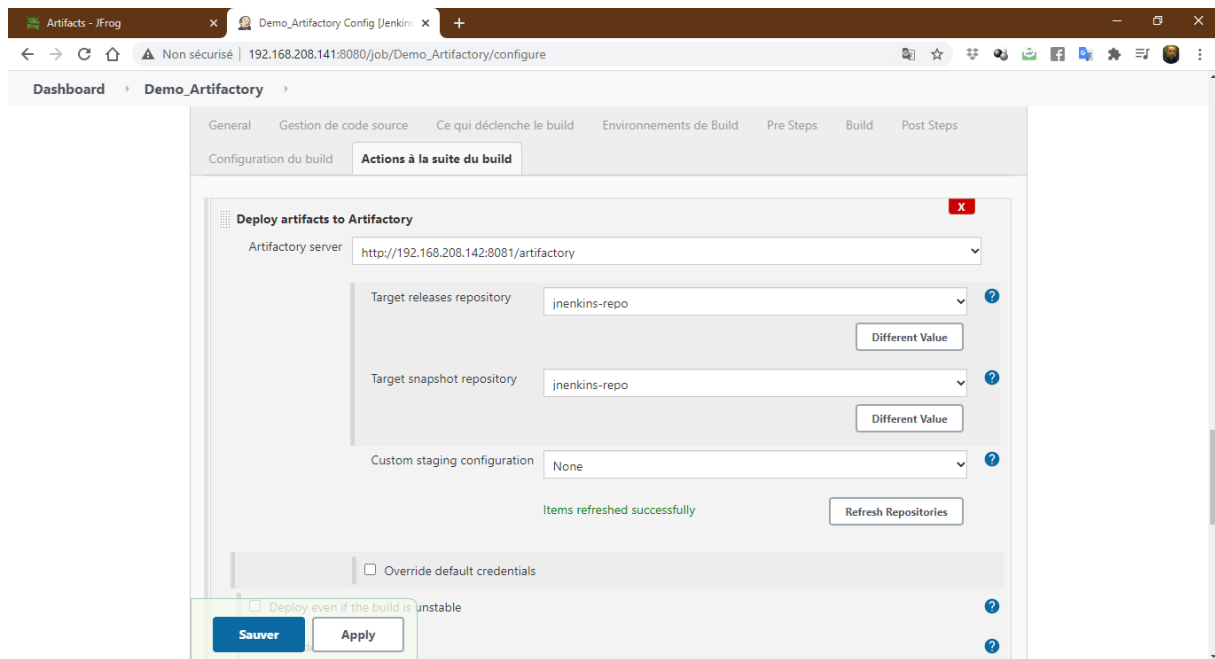 Artifacts - JFrog
Demo_Artifactory Config [Jenkins
Non sécurisé | 192.168.208.141:8080/job/Demo_Artifactory/configure
Dashboard Demo_Artifactory
General Gestion de code source Ce qui déclenche le build Environnements de Build Pre Steps Build Post Steps
Configuration du build Actions à la suite du build
X
Deploy artifacts to Artifactory
Artifactory server http://192.168.208.142:8081/artifactory
Target releases repository jnenkins-repo
Different Value
Target snapshot repository jnenkins-repo
Different Value
Custom staging configuration None
Items refreshed successfully Refresh Repositories
Override default credentials
Deploy even if the build is unstable
Sauver Apply